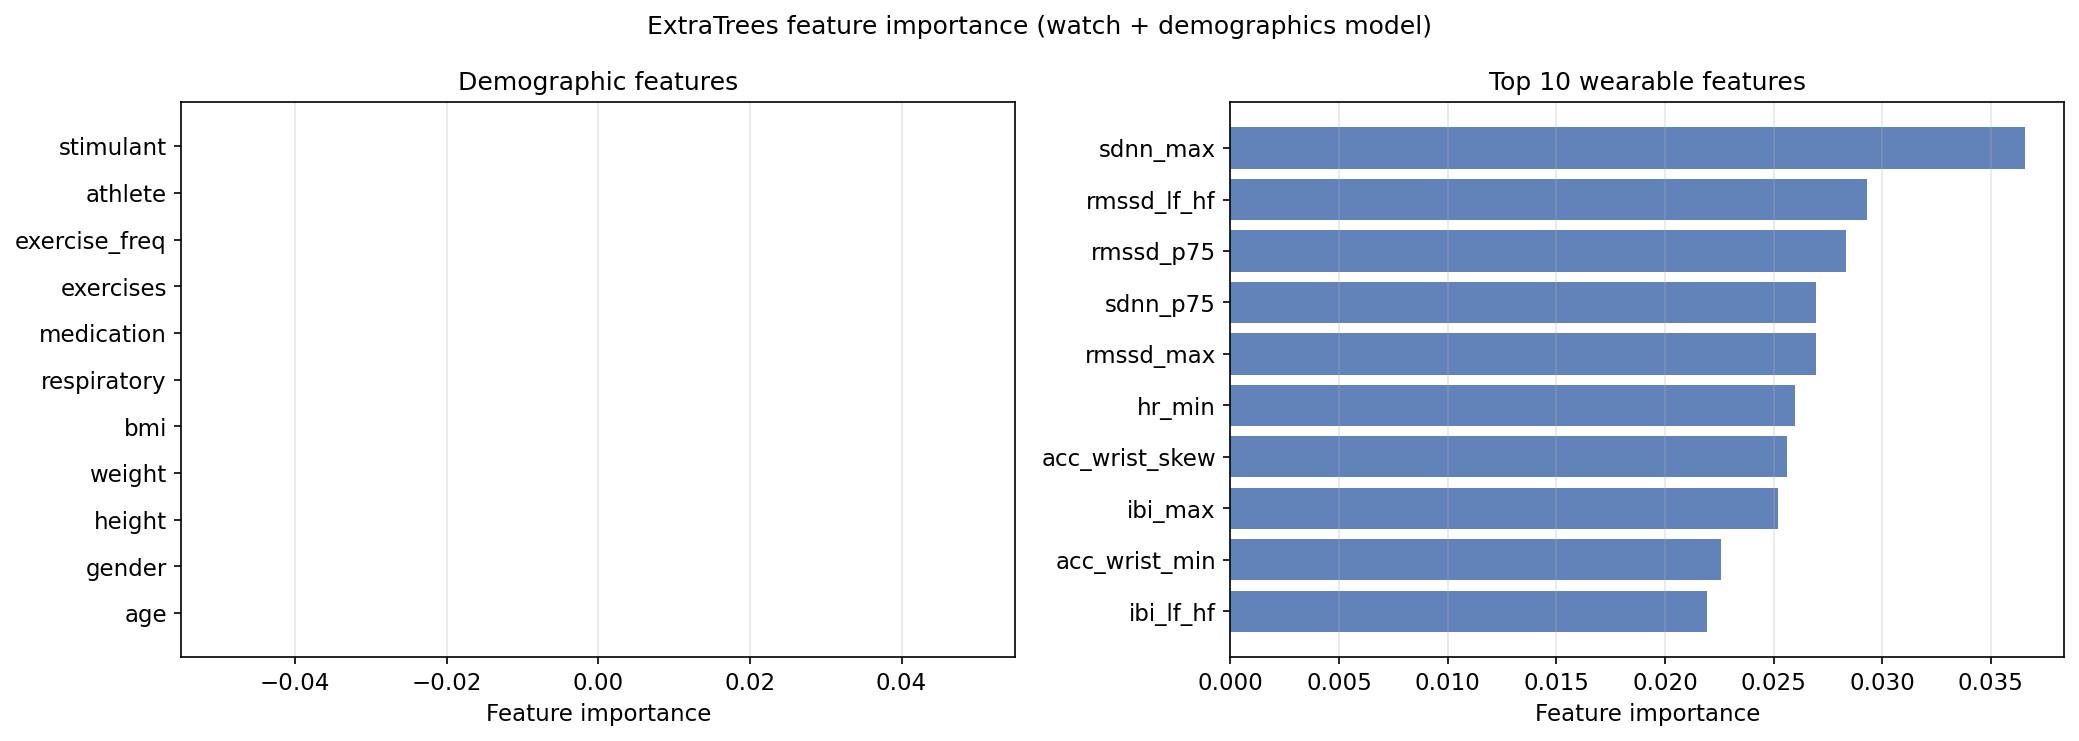 ExtraTrees feature importance (watch + demographics model)
Demographic features
stimulant
athlete
exercise_freq
exercises
medication
respiratory
bmi
weight
height
gender
age
−0.04 −0.02 0.00 0.02 0.04
Feature importance
Top 10 wearable features
sdnn_max
rmssd_lf_hf
rmssd_p75
sdnn_p75
rmssd_max
hr_min
acc_wrist_skew
ibi_max
acc_wrist_min
ibi_lf_hf
0.000 0.005 0.010 0.015 0.020 0.025 0.030 0.035
Feature importance